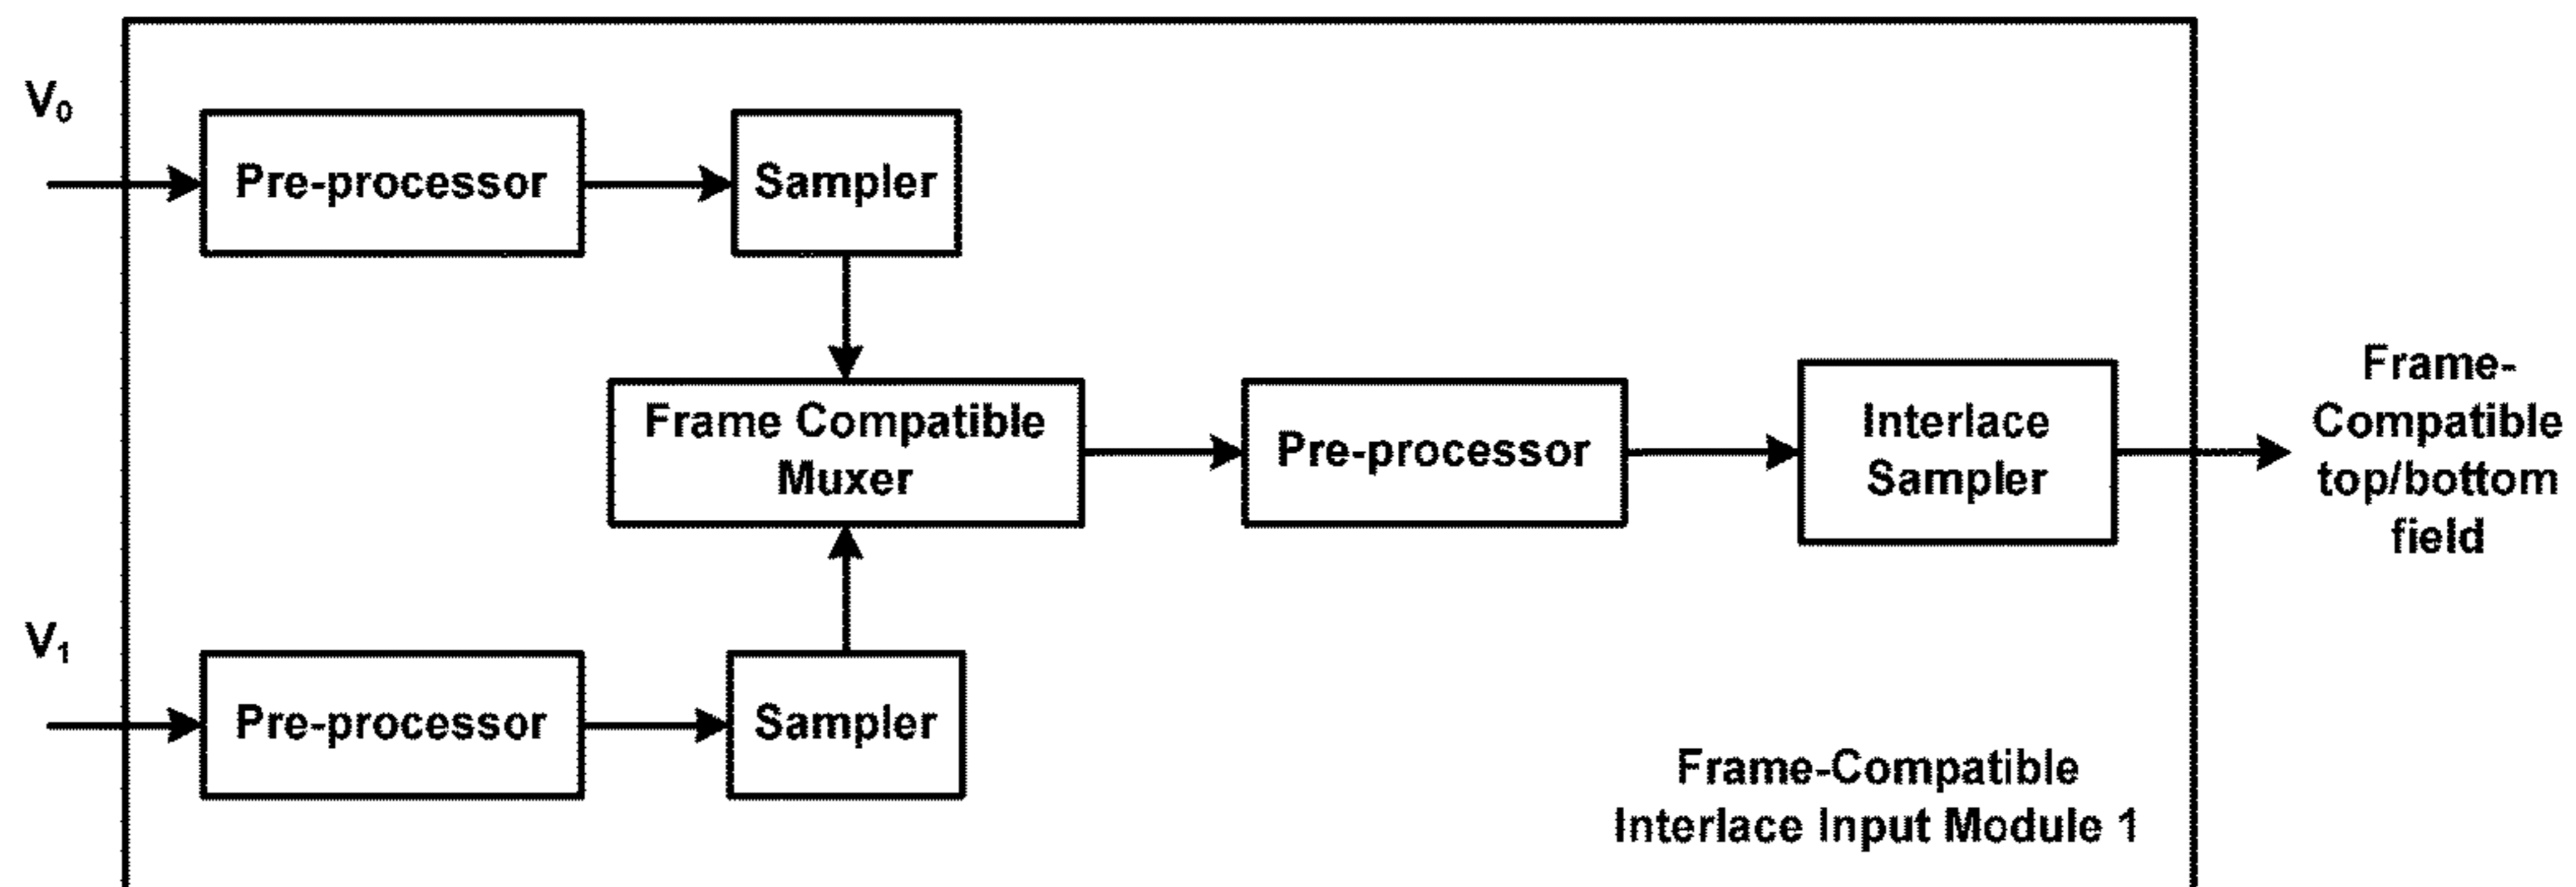 V₀
Pre-processor
Sampler
Frame Compatible
Muxer
Pre-processor
Interlace
Sampler
Frame-
Compatible
top/bottom
field
V₁
Pre-processor
Sampler
Frame-Compatible
Interlace Input Module 1